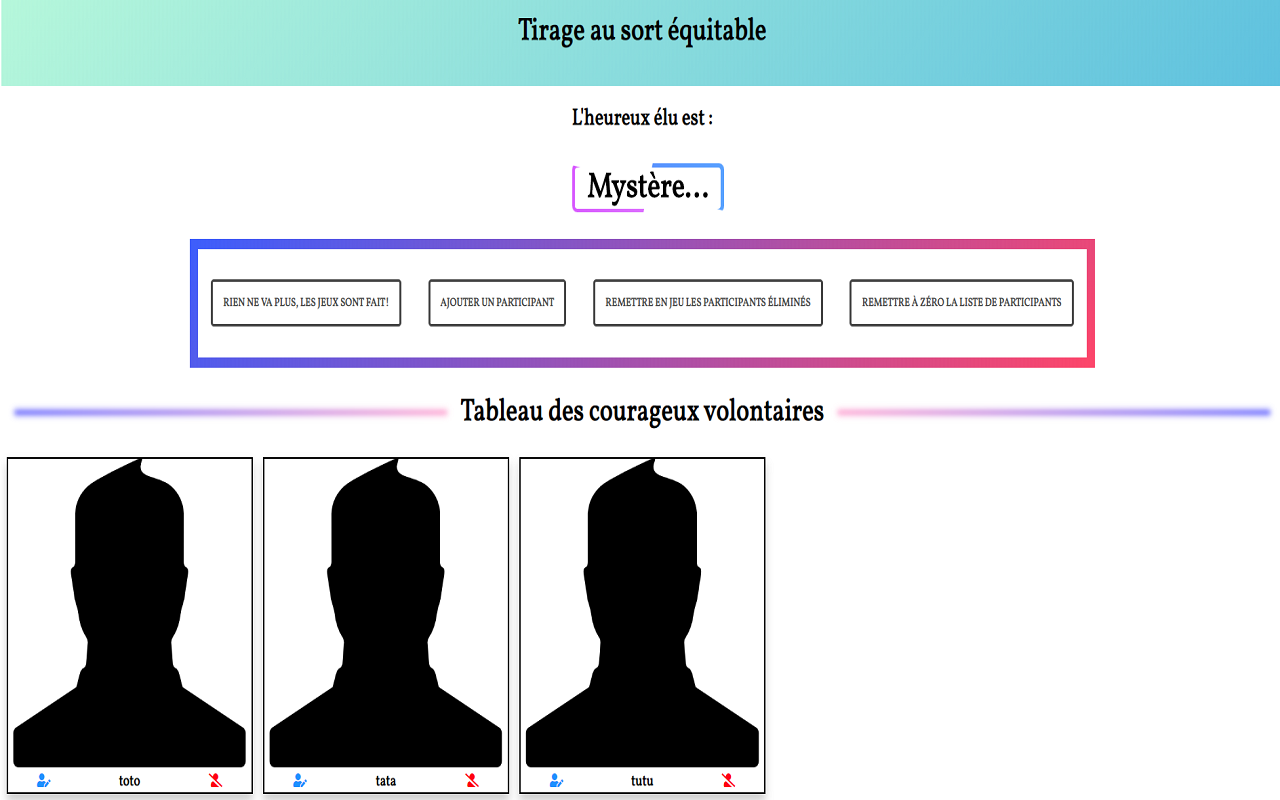 Tirage au sort équitable
L'heureux élu est :
Mystère...
RIEN NE VA PLUS, LES JEUX SONT FAIT!
AJOUTER UN PARTICIPANT
REMETTRE EN JEU LES PARTICIPANTS ÉLIMINÉS
REMETTRE À ZÉRO LA LISTE DE PARTICIPANTS
Tableau des courageux volontaires
toto
tata
tutu